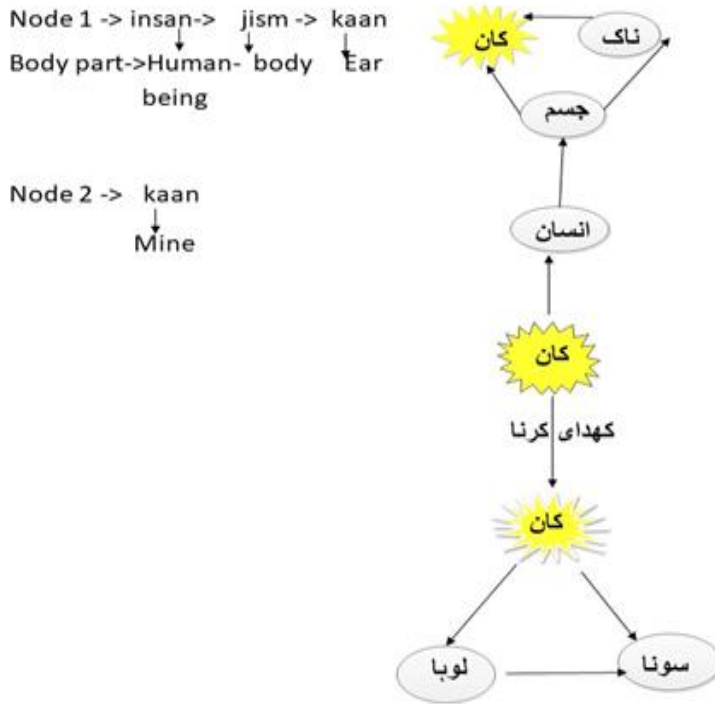 Node 1 -> insan-> jism -> kaan
Body part->Human- body Ear
being
Node 2 -> kaan
Mine
کان
ناک
جسم
انسان
کان
کھدای کرنا
کان
لوہا
سونا